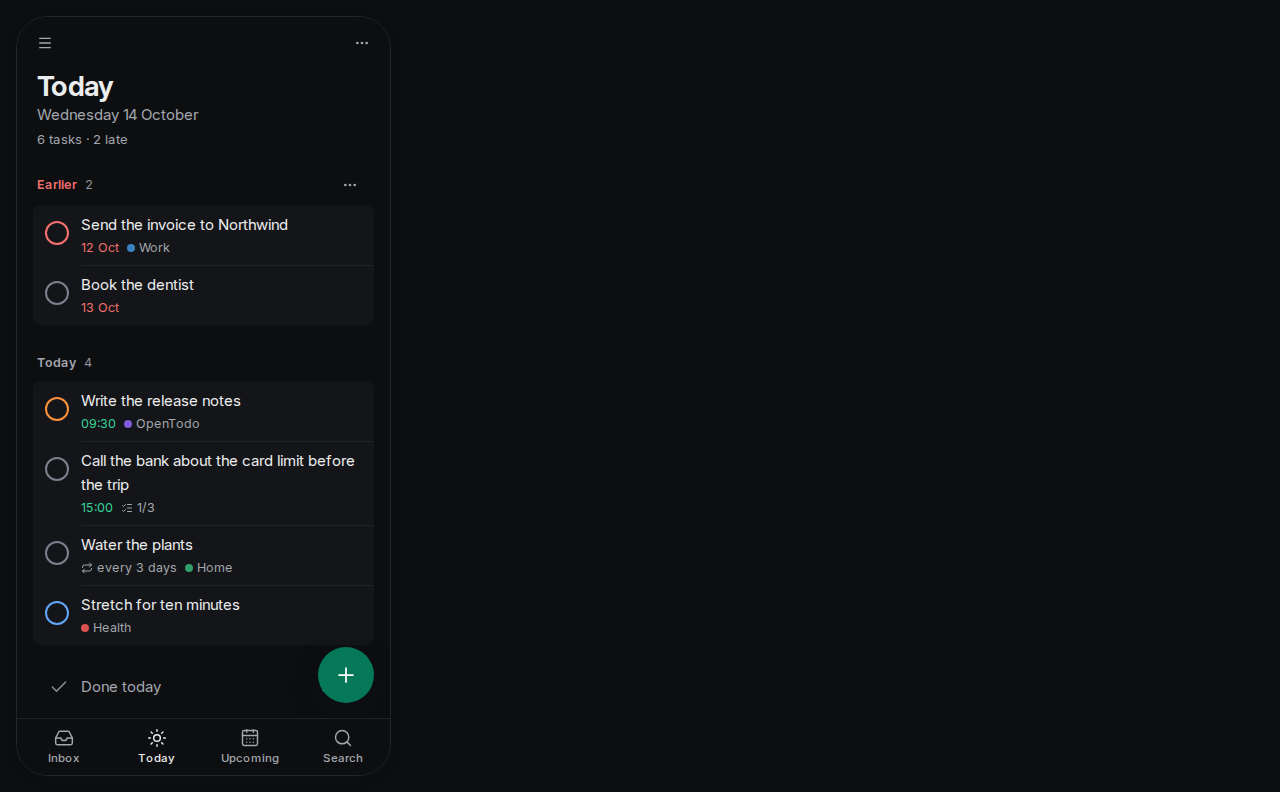 Today
Wednesday 14 October
6 tasks · 2 late
Earlier 2
Send the invoice to Northwind
12 Oct Work
Book the dentist
13 Oct
Today 4
Write the release notes
09:30 OpenTodo
Call the bank about the card limit before
the trip
15:00 1/3
Water the plants
every 3 days Home
Stretch for ten minutes
Health
Done today
Inbox Today Upcoming Search